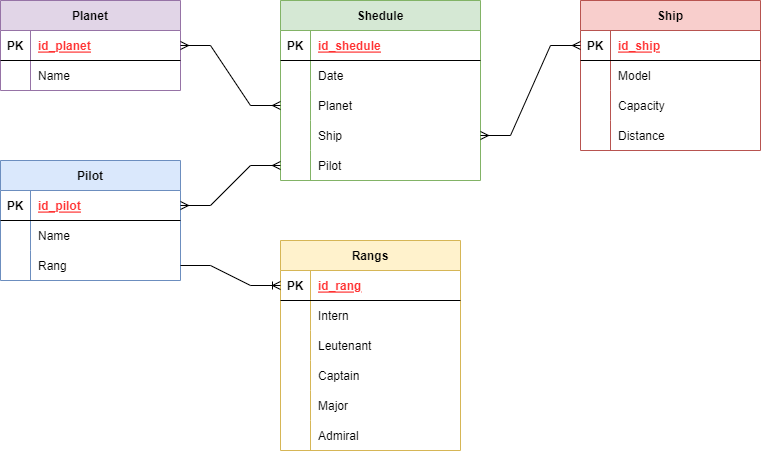 Planet
PK id_planet
Name
Shedule
PK id_shedule
Date
Planet
Ship
Pilot
Ship
PK id_ship
Model
Capacity
Distance
Pilot
PK id_pilot
Name
Rang
Rangs
PK id_rang
Intern
Leutenant
Captain
Major
Admiral